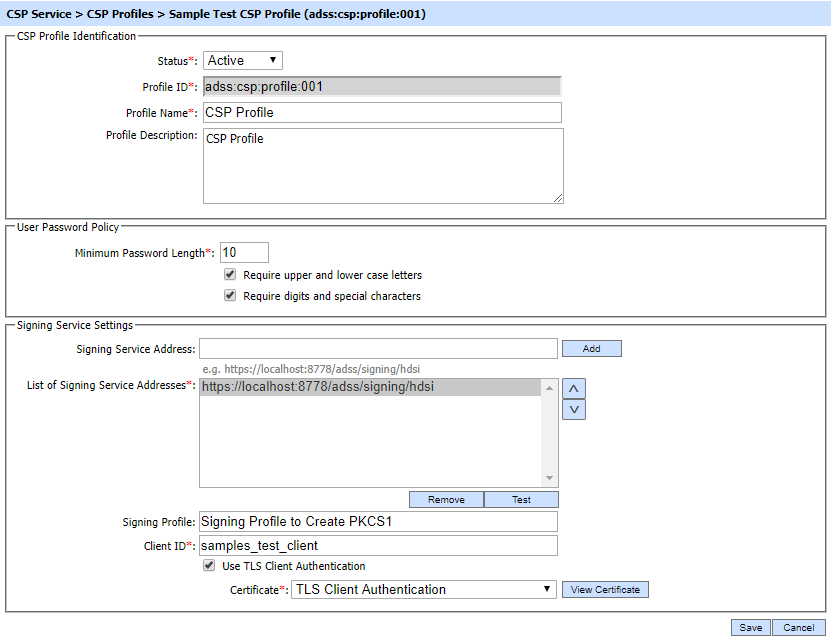 CSP Service > CSP Profiles > Sample Test CSP Profile (adss:csp:profile:001)
CSP Profile Identification
Status*: Active
Profile ID*: adss:csp:profile:001
Profile Name*: CSP Profile
Profile Description: CSP Profile
User Password Policy
Minimum Password Length*: 10
Require upper and lower case letters
Require digits and special characters
Signing Service Settings
Signing Service Address: Add
e.g. https://localhost:8778/adss/signing/hdsi
List of Signing Service Addresses*: https://localhost:8778/adss/signing/hdsi
Remove Test
Signing Profile: Signing Profile to Create PKCS1
Client ID*: samples_test_client
Use TLS Client Authentication
Certificate*: TLS Client Authentication View Certificate
Save Cancel